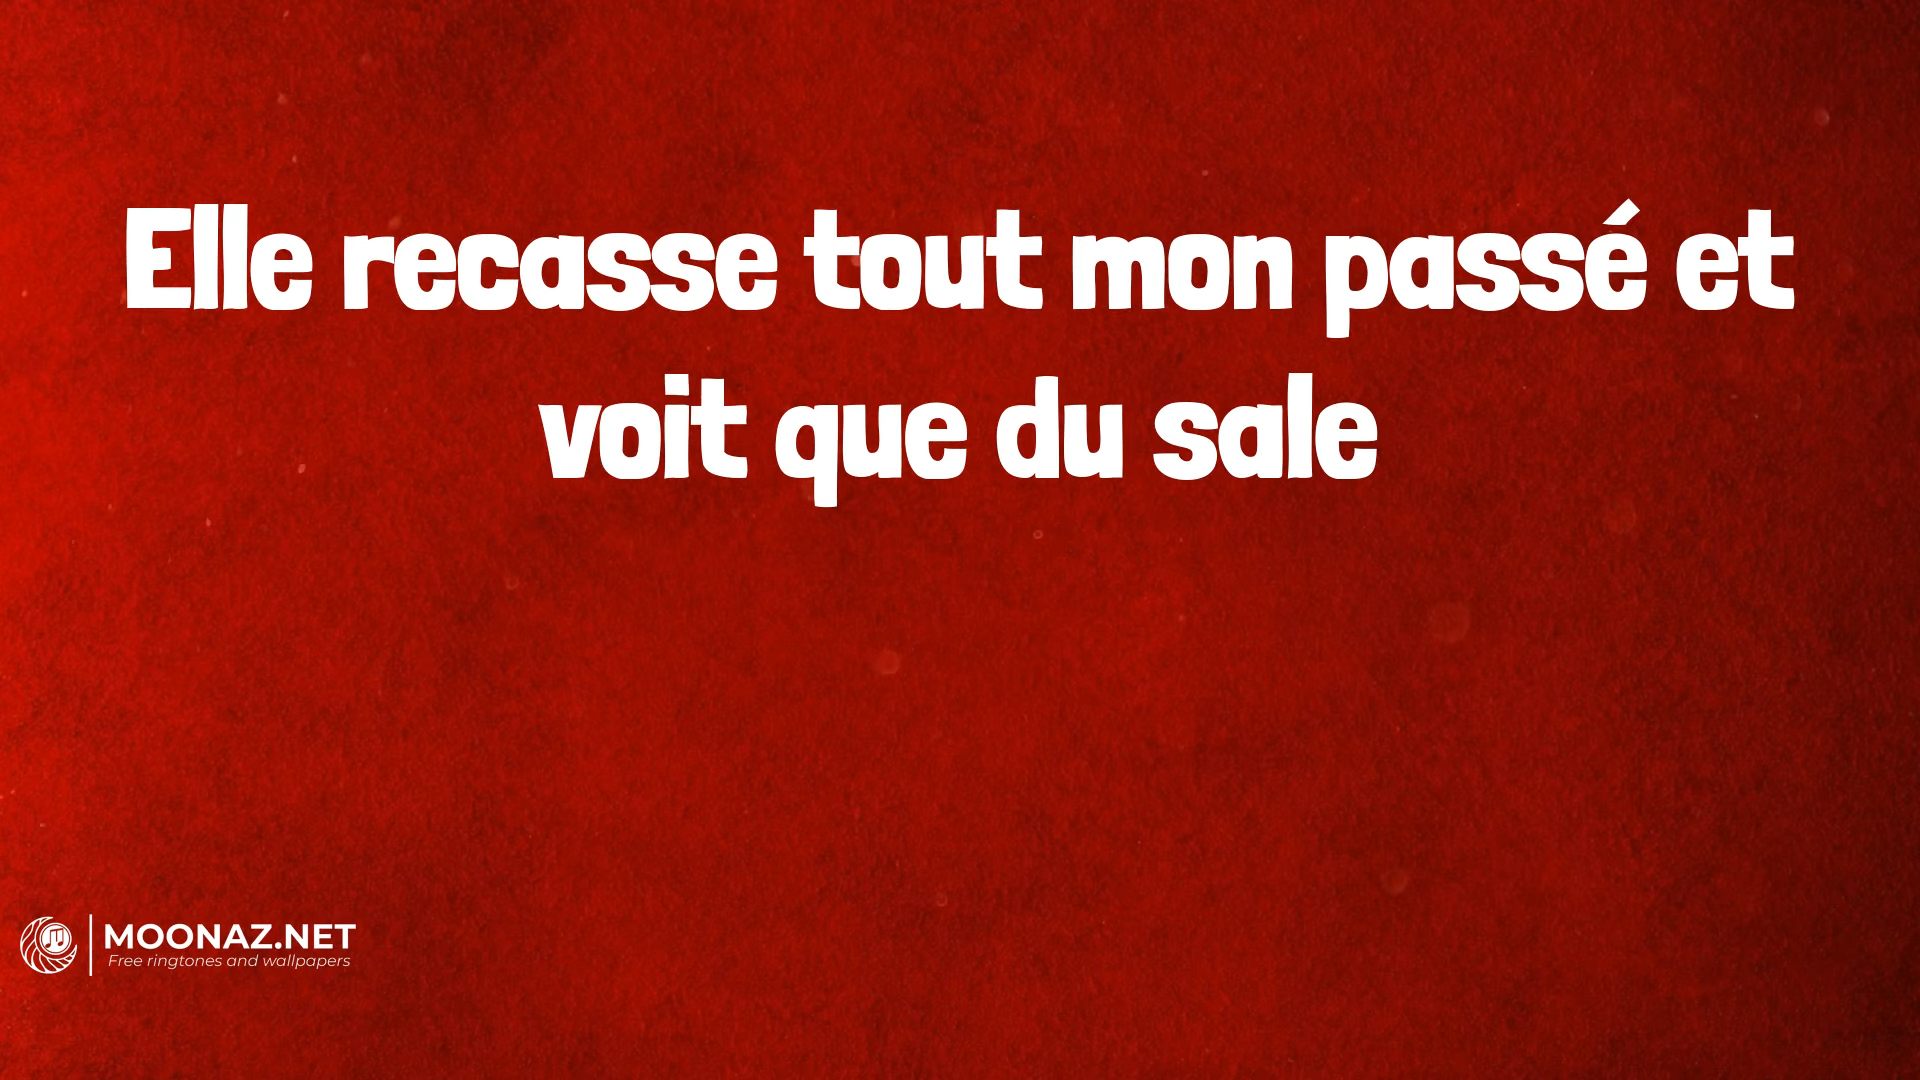 Elle recasse tout mon passé et
voit que du sale
MOONAZ.NET
Free ringtones and wallpapers